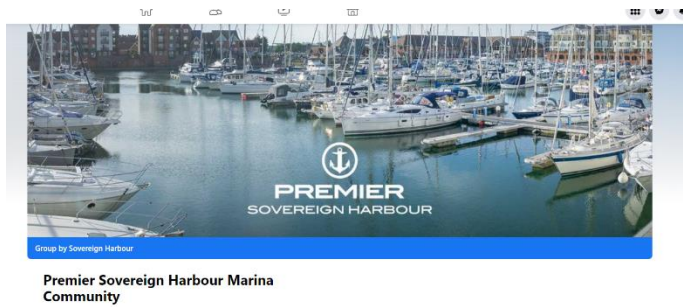 PREMIER
SOVEREIGN HARBOUR
Group by Sovereign Harbour
Premier Sovereign Harbour Marina
Community